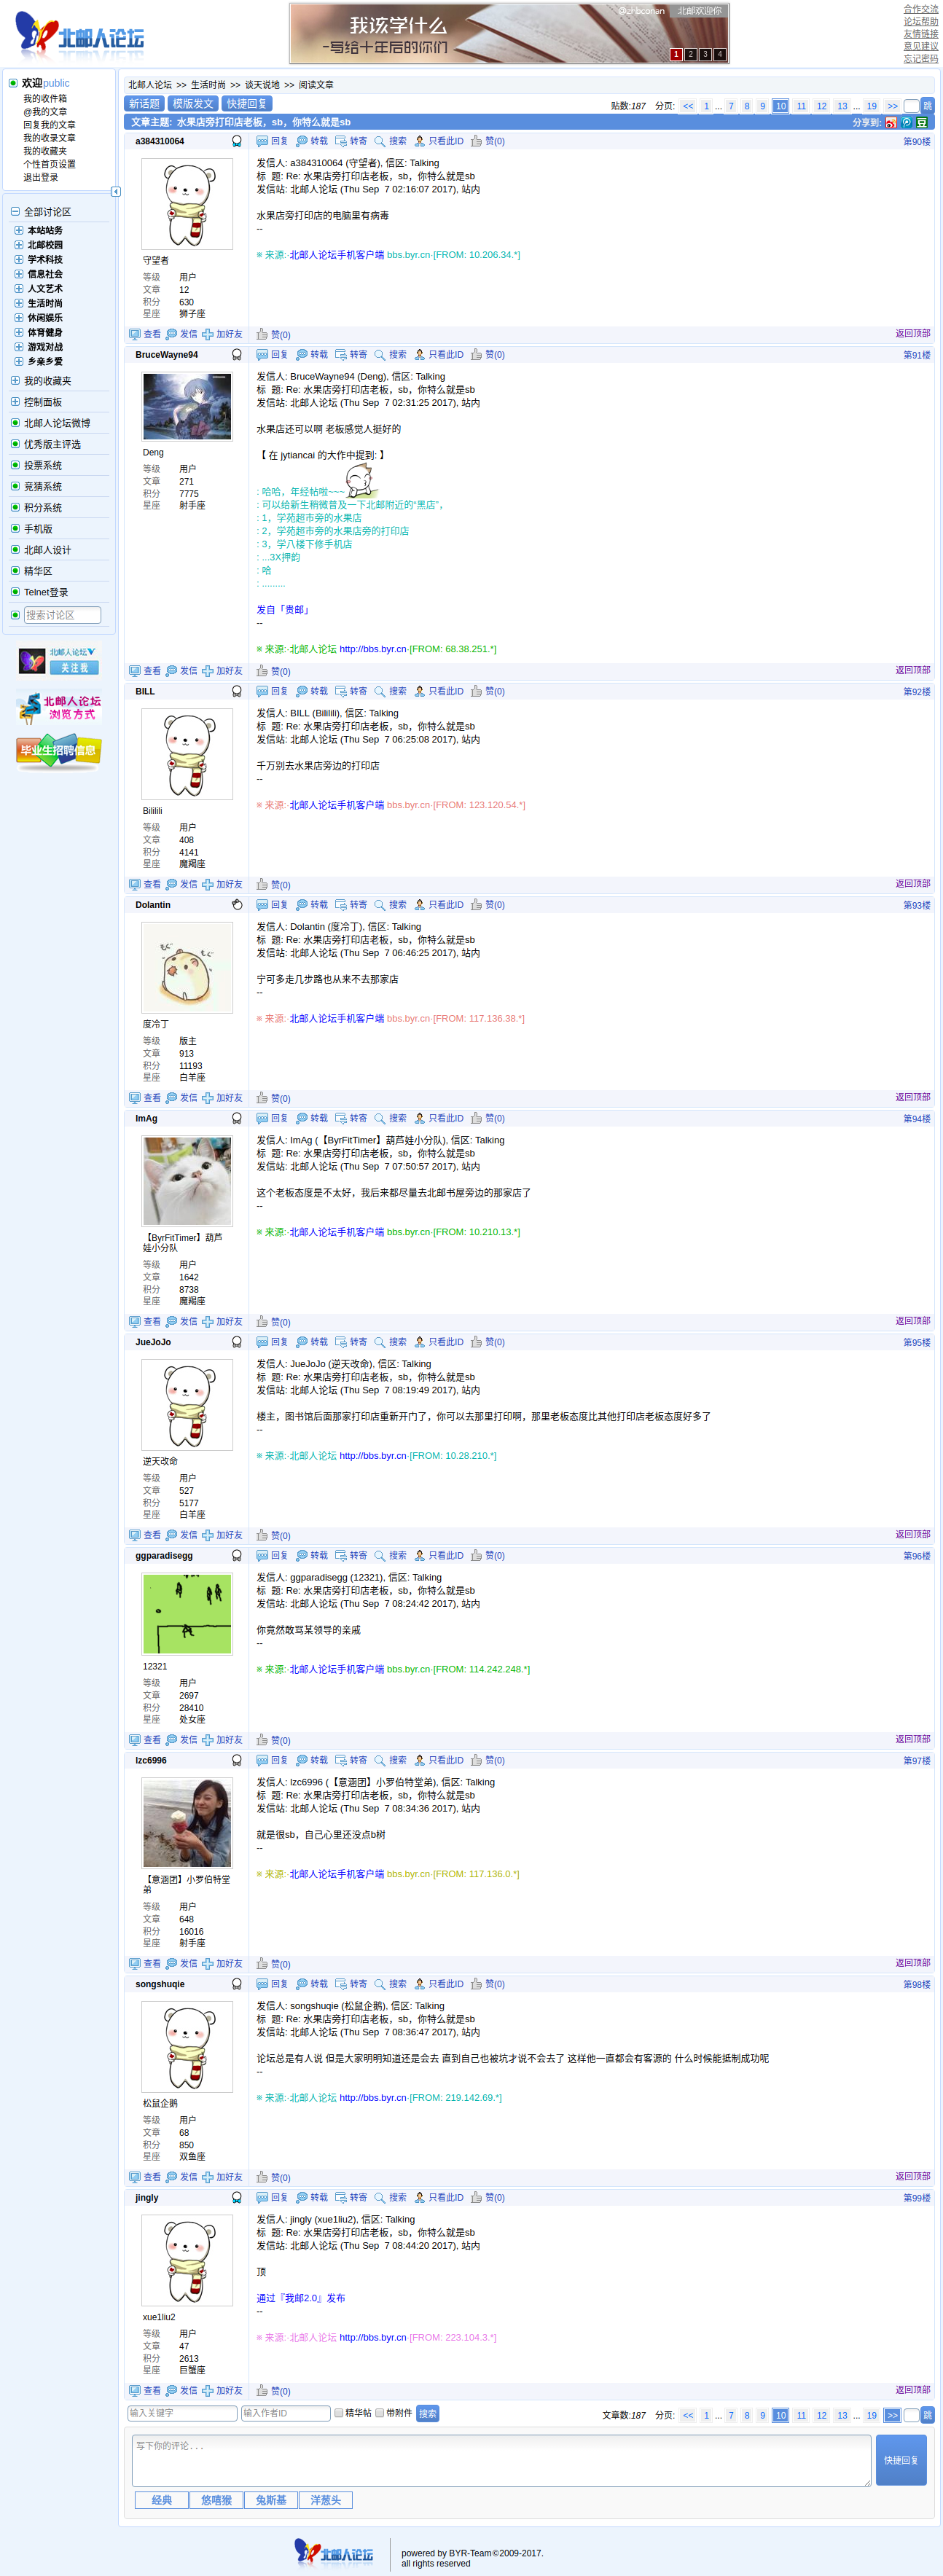 北邮人论坛
我该学什么
－写给十年后的你们
@zhbconan
北邮欢迎你
1 2 3 4
合作交流
论坛帮助
友情链接
意见建议
忘记密码
欢迎public
我的收件箱
@我的文章
回复我的文章
我的收录文章
我的收藏夹
个性首页设置
退出登录
全部讨论区
本站站务
北邮校园
学术科技
信息社会
人文艺术
生活时尚
休闲娱乐
体育健身
游戏对战
乡亲乡爱
我的收藏夹
控制面板
北邮人论坛微博
优秀版主评选
投票系统
竞猜系统
积分系统
手机版
北邮人设计
精华区
Telnet登录
搜索讨论区
北邮人论坛
关注我
北邮人论坛
浏览方式
毕业生招聘信息
北邮人论坛 >> 生活时尚 >> 谈天说地 >> 阅读文章
新话题 模版发文 快捷回复
贴数:187 分页: << 1 ... 7 8 9 10 11 12 13 ... 19 >> 跳
文章主题: 水果店旁打印店老板，sb，你特么就是sb
分享到: 豆
a384310064
回复 转载 转寄 搜索 只看此ID 赞(0) 第90楼
守望者
等级 用户
文章 12
积分 630
星座 狮子座
发信人: a384310064 (守望者), 信区: Talking
标 题: Re: 水果店旁打印店老板，sb，你特么就是sb
发信站: 北邮人论坛 (Thu Sep 7 02:16:07 2017), 站内
水果店旁打印店的电脑里有病毒
--
※ 来源:·北邮人论坛手机客户端 bbs.byr.cn·[FROM: 10.206.34.*]
查看 发信 加好友 赞(0) 返回顶部
BruceWayne94
回复 转载 转寄 搜索 只看此ID 赞(0) 第91楼
Deng
等级 用户
文章 271
积分 7775
星座 射手座
发信人: BruceWayne94 (Deng), 信区: Talking
标 题: Re: 水果店旁打印店老板，sb，你特么就是sb
发信站: 北邮人论坛 (Thu Sep 7 02:31:25 2017), 站内
水果店还可以啊 老板感觉人挺好的
【 在 jytiancai 的大作中提到: 】
: 哈哈，年经帖啦~~~
: 可以给新生稍微普及一下北邮附近的“黑店”，
: 1，学苑超市旁的水果店
: 2，学苑超市旁的水果店旁的打印店
: 3，学八楼下修手机店
: ...3X押韵
: 哈
: .........
发自「贵邮」
--
※ 来源:·北邮人论坛 http://bbs.byr.cn·[FROM: 68.38.251.*]
查看 发信 加好友 赞(0) 返回顶部
BILL
回复 转载 转寄 搜索 只看此ID 赞(0) 第92楼
Bililili
等级 用户
文章 408
积分 4141
星座 魔羯座
发信人: BILL (Bililili), 信区: Talking
标 题: Re: 水果店旁打印店老板，sb，你特么就是sb
发信站: 北邮人论坛 (Thu Sep 7 06:25:08 2017), 站内
千万别去水果店旁边的打印店
--
※ 来源:·北邮人论坛手机客户端 bbs.byr.cn·[FROM: 123.120.54.*]
查看 发信 加好友 赞(0) 返回顶部
Dolantin
回复 转载 转寄 搜索 只看此ID 赞(0) 第93楼
度冷丁
等级 版主
文章 913
积分 11193
星座 白羊座
发信人: Dolantin (度冷丁), 信区: Talking
标 题: Re: 水果店旁打印店老板，sb，你特么就是sb
发信站: 北邮人论坛 (Thu Sep 7 06:46:25 2017), 站内
宁可多走几步路也从来不去那家店
--
※ 来源:·北邮人论坛手机客户端 bbs.byr.cn·[FROM: 117.136.38.*]
查看 发信 加好友 赞(0) 返回顶部
ImAg
回复 转载 转寄 搜索 只看此ID 赞(0) 第94楼
【ByrFitTimer】葫芦
娃小分队
等级 用户
文章 1642
积分 8738
星座 魔羯座
发信人: ImAg (【ByrFitTimer】葫芦娃小分队), 信区: Talking
标 题: Re: 水果店旁打印店老板，sb，你特么就是sb
发信站: 北邮人论坛 (Thu Sep 7 07:50:57 2017), 站内
这个老板态度是不太好，我后来都尽量去北邮书屋旁边的那家店了
--
※ 来源:·北邮人论坛手机客户端 bbs.byr.cn·[FROM: 10.210.13.*]
查看 发信 加好友 赞(0) 返回顶部
JueJoJo
回复 转载 转寄 搜索 只看此ID 赞(0) 第95楼
逆天改命
等级 用户
文章 527
积分 5177
星座 白羊座
发信人: JueJoJo (逆天改命), 信区: Talking
标 题: Re: 水果店旁打印店老板，sb，你特么就是sb
发信站: 北邮人论坛 (Thu Sep 7 08:19:49 2017), 站内
楼主，图书馆后面那家打印店重新开门了，你可以去那里打印啊，那里老板态度比其他打印店老板态度好多了
--
※ 来源:·北邮人论坛 http://bbs.byr.cn·[FROM: 10.28.210.*]
查看 发信 加好友 赞(0) 返回顶部
ggparadisegg
回复 转载 转寄 搜索 只看此ID 赞(0) 第96楼
12321
等级 用户
文章 2697
积分 28410
星座 处女座
发信人: ggparadisegg (12321), 信区: Talking
标 题: Re: 水果店旁打印店老板，sb，你特么就是sb
发信站: 北邮人论坛 (Thu Sep 7 08:24:42 2017), 站内
你竟然敢骂某领导的亲戚
--
※ 来源:·北邮人论坛手机客户端 bbs.byr.cn·[FROM: 114.242.248.*]
查看 发信 加好友 赞(0) 返回顶部
lzc6996
回复 转载 转寄 搜索 只看此ID 赞(0) 第97楼
【意涵团】小罗伯特堂
弟
等级 用户
文章 648
积分 16016
星座 射手座
发信人: lzc6996 (【意涵团】小罗伯特堂弟), 信区: Talking
标 题: Re: 水果店旁打印店老板，sb，你特么就是sb
发信站: 北邮人论坛 (Thu Sep 7 08:34:36 2017), 站内
就是很sb，自己心里还没点b树
--
※ 来源:·北邮人论坛手机客户端 bbs.byr.cn·[FROM: 117.136.0.*]
查看 发信 加好友 赞(0) 返回顶部
songshuqie
回复 转载 转寄 搜索 只看此ID 赞(0) 第98楼
松鼠企鹅
等级 用户
文章 68
积分 850
星座 双鱼座
发信人: songshuqie (松鼠企鹅), 信区: Talking
标 题: Re: 水果店旁打印店老板，sb，你特么就是sb
发信站: 北邮人论坛 (Thu Sep 7 08:36:47 2017), 站内
论坛总是有人说 但是大家明明知道还是会去 直到自己也被坑才说不会去了 这样他一直都会有客源的 什么时候能抵制成功呢
--
※ 来源:·北邮人论坛 http://bbs.byr.cn·[FROM: 219.142.69.*]
查看 发信 加好友 赞(0) 返回顶部
jingly
回复 转载 转寄 搜索 只看此ID 赞(0) 第99楼
xue1liu2
等级 用户
文章 47
积分 2613
星座 巨蟹座
发信人: jingly (xue1liu2), 信区: Talking
标 题: Re: 水果店旁打印店老板，sb，你特么就是sb
发信站: 北邮人论坛 (Thu Sep 7 08:44:20 2017), 站内
顶
通过『我邮2.0』发布
--
※ 来源:·北邮人论坛 http://bbs.byr.cn·[FROM: 223.104.3.*]
查看 发信 加好友 赞(0) 返回顶部
输入关键字 输入作者ID 精华帖 带附件 搜索
文章数:187 分页: << 1 ... 7 8 9 10 11 12 13 ... 19 >> 跳
写下你的评论...
快捷回复
经典 悠嘻猴 兔斯基 洋葱头
北邮人论坛
powered by BYR-Team©2009-2017.
all rights reserved